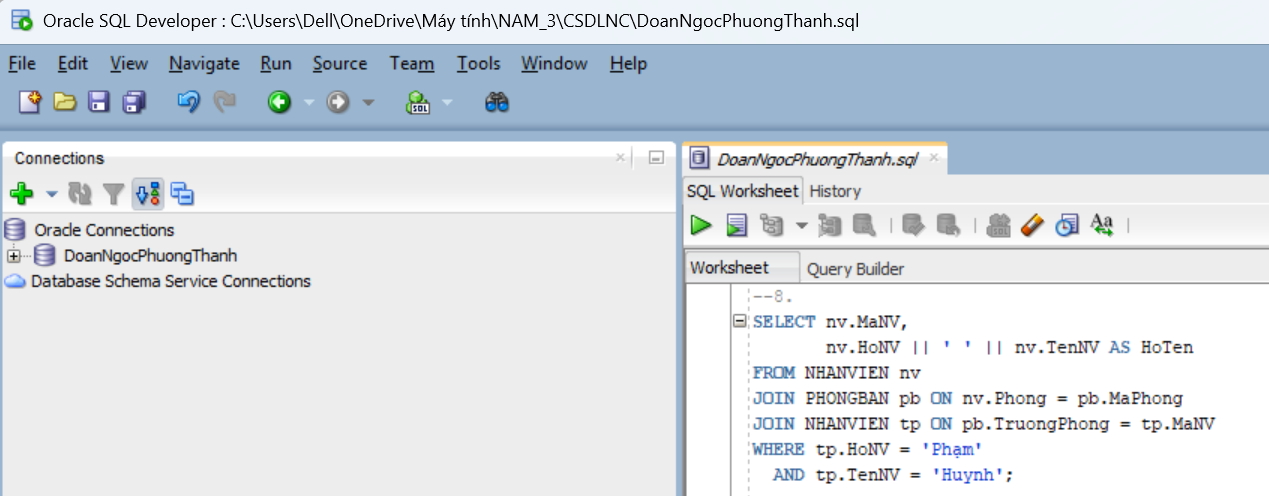 Oracle SQL Developer : C:\Users\Dell\OneDrive\Máy tính\NAM_3\CSDLNC\DoanNgocPhuongThanh.sql
File Edit View Navigate Run Source Team Tools Window Help
SQL
Connections
Oracle Connections
DoanNgocPhuongThanh
Database Schema Service Connections
DoanNgocPhuongThanh.sql
SQL Worksheet History
SQL Aa
Worksheet Query Builder
--8.
SELECT nv.MaNV,
nv.HoNV || ' ' || nv.TenNV AS HoTen
FROM NHANVIEN nv
JOIN PHONGBAN pb ON nv.Phong = pb.MaPhong
JOIN NHANVIEN tp ON pb.TruongPhong = tp.MaNV
WHERE tp.HoNV = 'Phạm'
AND tp.TenNV = 'Huynh';